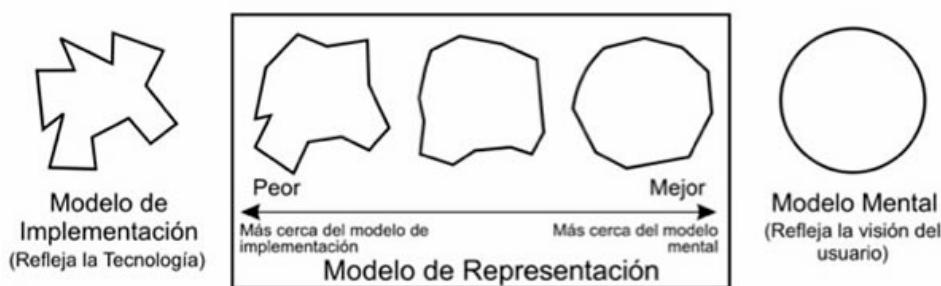 Modelo de
Implementación
(Refleja la Tecnología)
Peor
Mejor
Más cerca del modelo de
implementación
Más cerca del modelo
mental
Modelo de Representación
Modelo Mental
(Refleja la visión del
usuario)